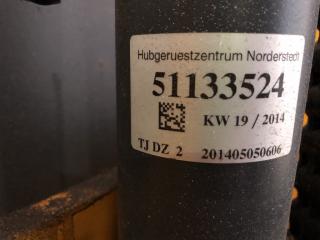 Hubgeruestzentrum Norderstedt
51133524
KW 19 / 2014
TJ DZ 2 201405050606